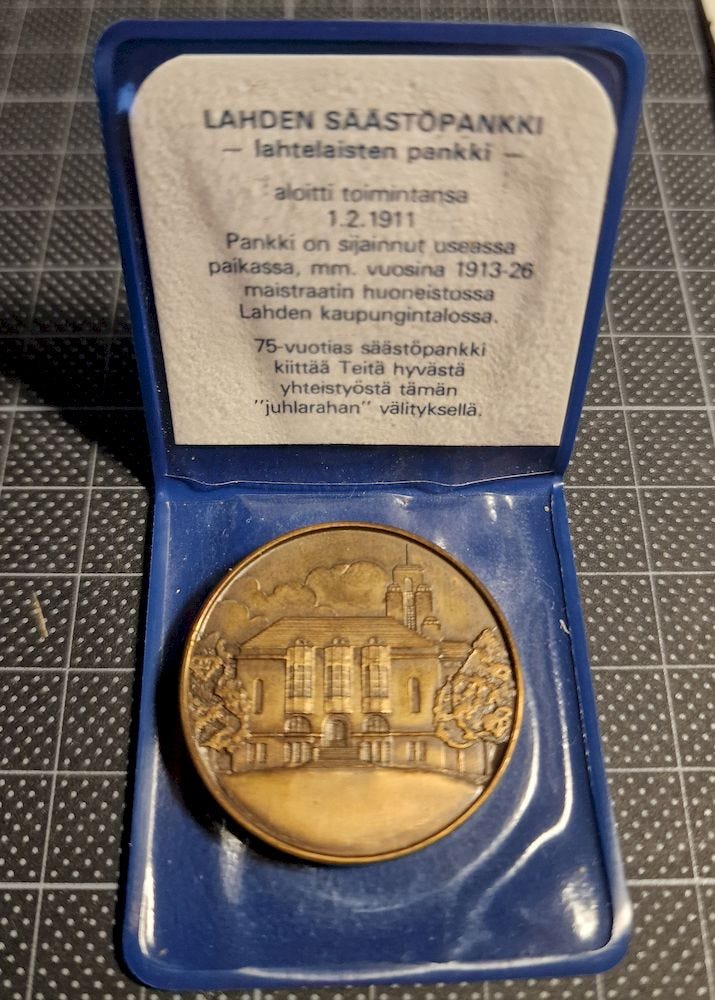 LAHDEN SÄÄSTÖPANKKI
— lahtelaisten pankki —
aloitti toimintansa
1.2.1911
Pankki on sijainnut useassa
paikassa, mm. vuosina 1913-26
maistraatin huoneistossa
Lahden kaupungintalossa.
75-vuotias säästöpankki
kiittää Teitä hyvästä
yhteistyöstä tämän
"juhlarahan" välityksellä.